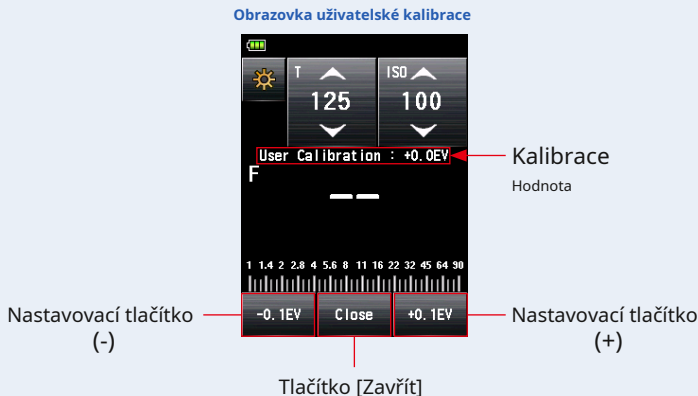 Obrazovka uživatelské kalibrace
T
125
ISO
100
User Calibration : +0.0EV
Kalibrace
Hodnota
F
1 1.4 2 2.8 4 5.6 8 11 16 22 32 45 64 90
-0.1EV Close +0.1EV
Nastavovací tlačítko
(-)
Nastavovací tlačítko
(+)
Tlačítko [Zavřít]